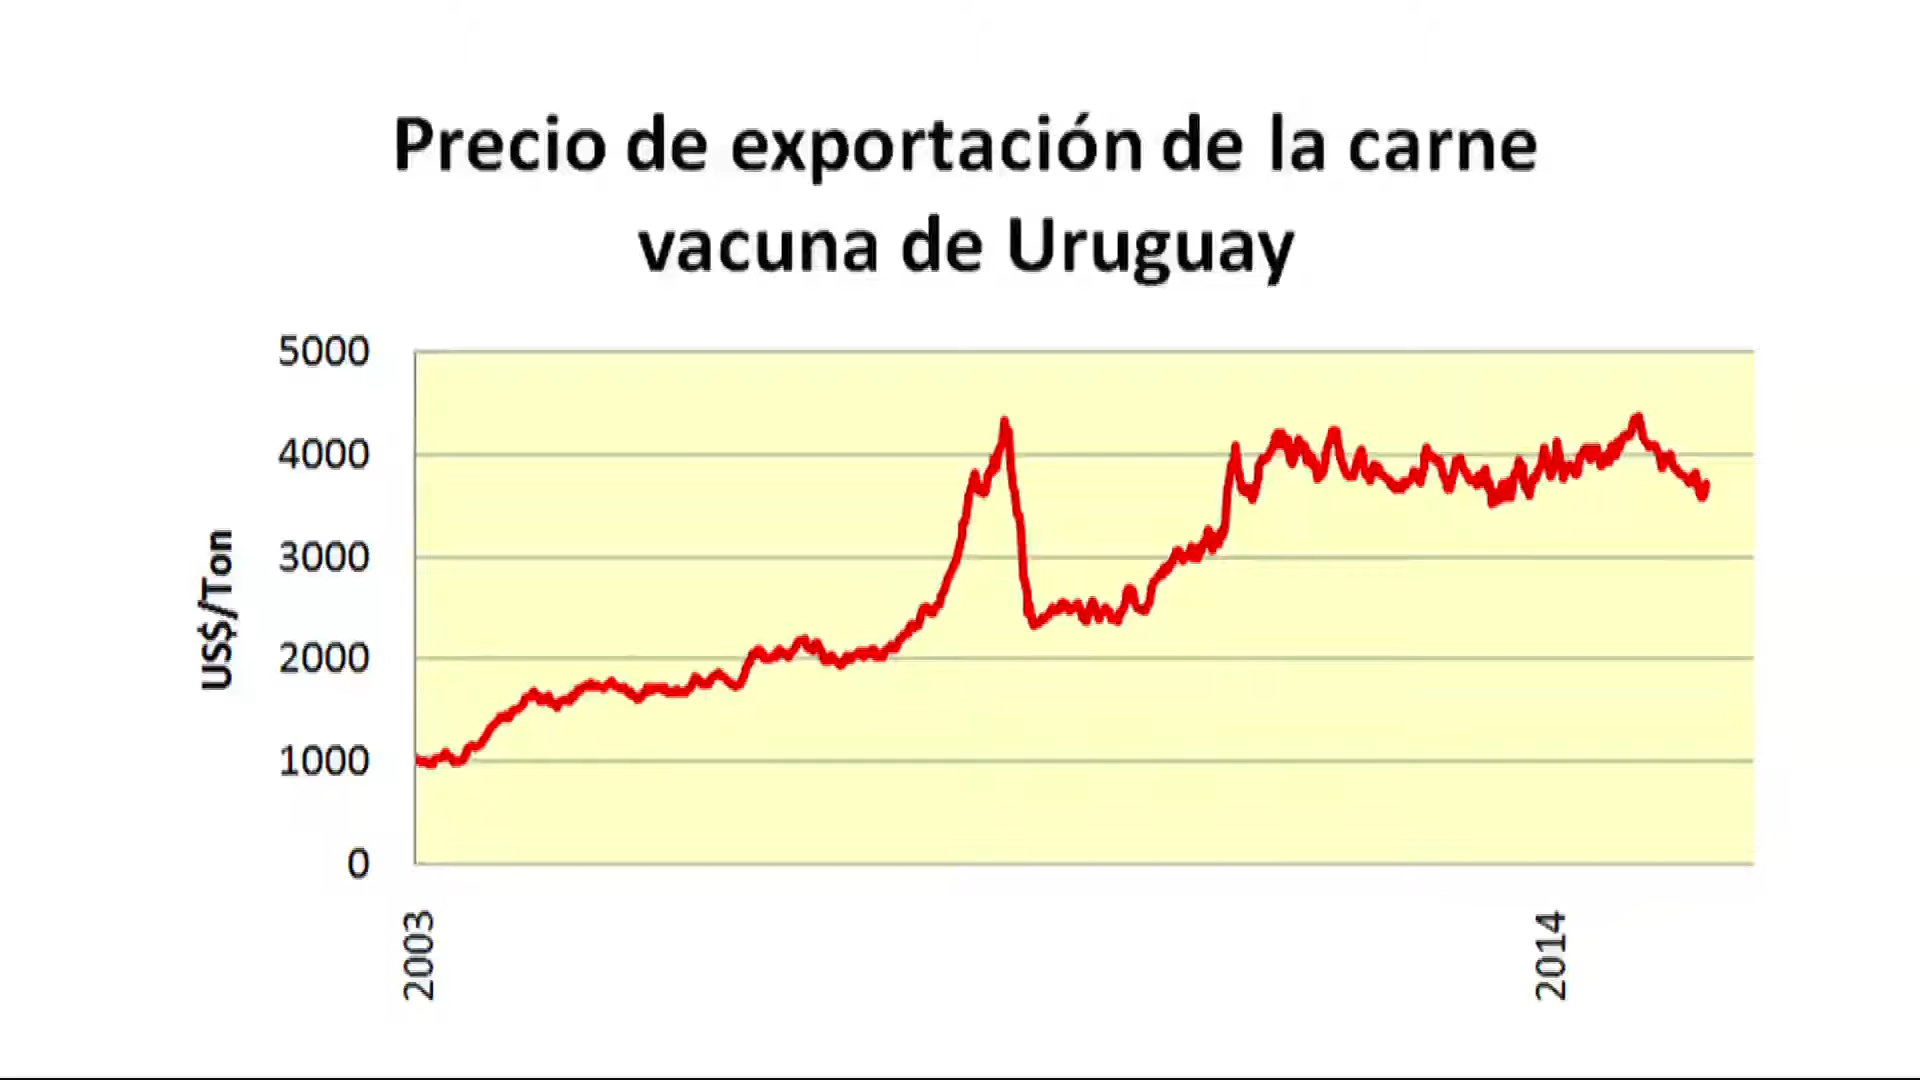 Precio de exportación de la carne
vacuna de Uruguay
5000
4000
3000
2000
1000
0
US$/Ton
2003
2014